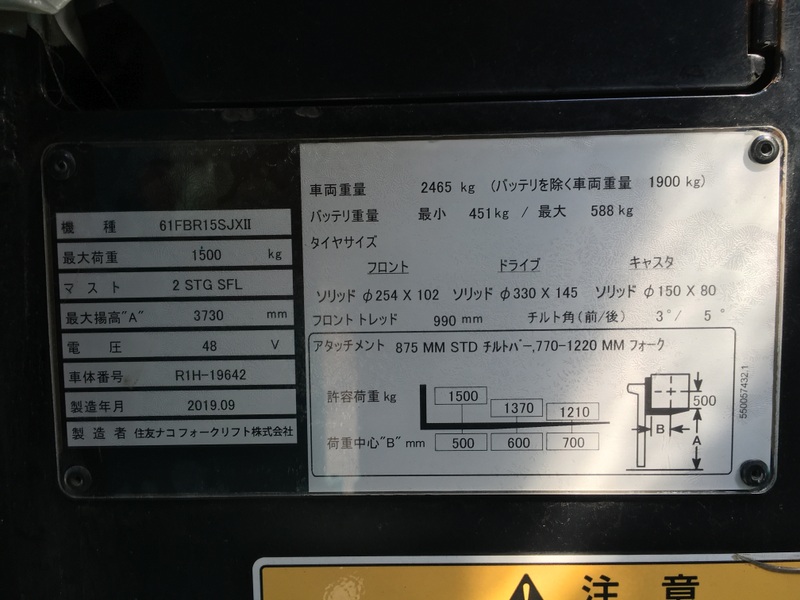 機種 61FBR15SJXⅡ
最大荷重 1500 kg
マスト 2 STG SFL
最大揚高"A" 3730 mm
電圧 48 V
車体番号 R1H-19642
製造年月 2019.09
製造者 住友ナコ フォークリフト株式会社
車両重量 2465 kg (バッテリを除く車両重量 1900 kg)
バッテリ重量 最小 451 kg / 最大 588 kg
タイヤサイズ
フロント ドライブ キャスタ
ソリッド φ254 X 102 ソリッド φ330 X 145 ソリッド φ150 X 80
フロント トレッド 990 mm チルト角(前/後) 3°/ 5°
アタッチメント 875 MM STD チルトバー,770-1220 MM フォーク
許容荷重 kg 1500 1370 1210
荷重中心"B" mm 500 600 700
500
B
A
550057432.1
注意